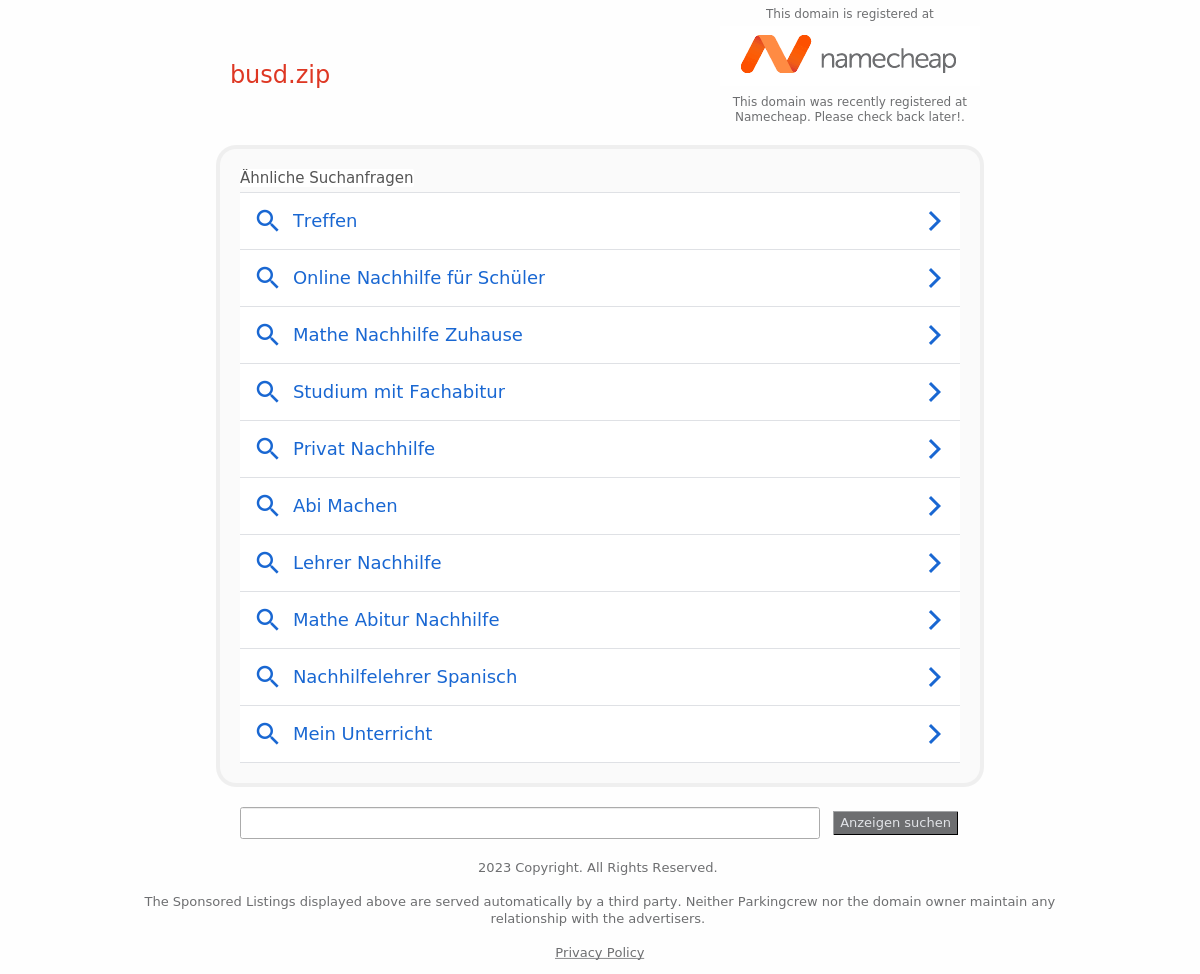 This domain is registered at
namecheap
busd.zip
This domain was recently registered at
Namecheap. Please check back later!.
Ähnliche Suchanfragen
Treffen
Online Nachhilfe für Schüler
Mathe Nachhilfe Zuhause
Studium mit Fachabitur
Privat Nachhilfe
Abi Machen
Lehrer Nachhilfe
Mathe Abitur Nachhilfe
Nachhilfelehrer Spanisch
Mein Unterricht
Anzeigen suchen
2023 Copyright. All Rights Reserved.
The Sponsored Listings displayed above are served automatically by a third party. Neither Parkingcrew nor the domain owner maintain any
relationship with the advertisers.
Privacy Policy